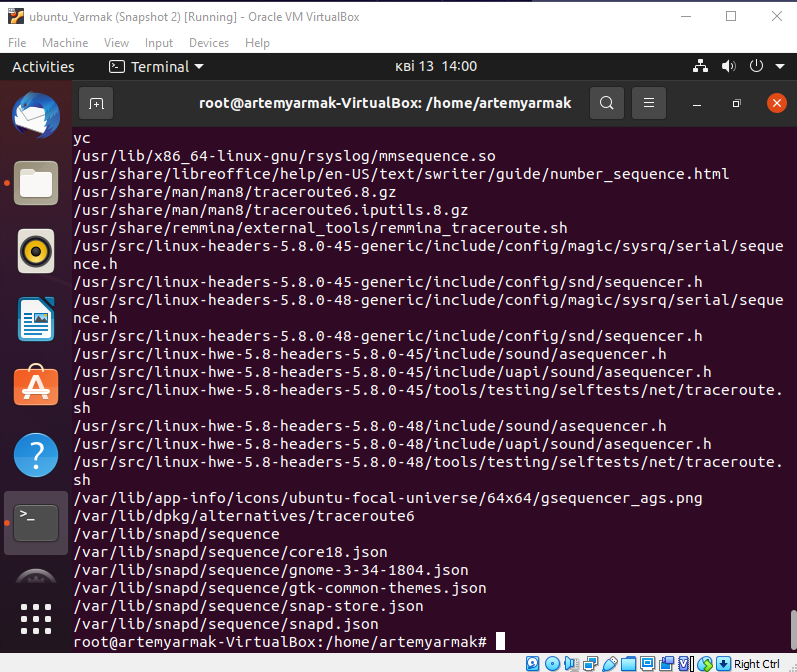 ubuntu_Yarmak (Snapshot 2) [Running] - Oracle VM VirtualBox
File Machine View Input Devices Help
Activities Terminal кві 13 14:00
root@artemyarmak-VirtualBox: /home/artemyarmak
yc
/usr/lib/x86_64-linux-gnu/rsyslog/mmsequence.so
/usr/share/libreoffice/help/en-US/text/swriter/guide/number_sequence.html
/usr/share/man/man8/traceroute6.8.gz
/usr/share/man/man8/traceroute6.iputils.8.gz
/usr/share/remmina/external_tools/remmina_traceroute.sh
/usr/src/linux-headers-5.8.0-45-generic/include/config/magic/sysrq/serial/seque
nce.h
/usr/src/linux-headers-5.8.0-45-generic/include/config/snd/sequencer.h
/usr/src/linux-headers-5.8.0-48-generic/include/config/magic/sysrq/serial/seque
nce.h
/usr/src/linux-headers-5.8.0-48-generic/include/config/snd/sequencer.h
/usr/src/linux-hwe-5.8-headers-5.8.0-45/include/sound/asequencer.h
/usr/src/linux-hwe-5.8-headers-5.8.0-45/include/uapi/sound/asequencer.h
/usr/src/linux-hwe-5.8-headers-5.8.0-45/tools/testing/selftests/net/traceroute.
sh
/usr/src/linux-hwe-5.8-headers-5.8.0-48/include/sound/asequencer.h
/usr/src/linux-hwe-5.8-headers-5.8.0-48/include/uapi/sound/asequencer.h
/usr/src/linux-hwe-5.8-headers-5.8.0-48/tools/testing/selftests/net/traceroute.
sh
/var/lib/app-info/icons/ubuntu-focal-universe/64x64/gsequencer_ags.png
/var/lib/dpkg/alternatives/traceroute6
/var/lib/snapd/sequence
/var/lib/snapd/sequence/core18.json
/var/lib/snapd/sequence/gnome-3-34-1804.json
/var/lib/snapd/sequence/gtk-common-themes.json
/var/lib/snapd/sequence/snap-store.json
/var/lib/snapd/sequence/snapd.json
root@artemyarmak-VirtualBox:/home/artemyarmak#
Right Ctrl